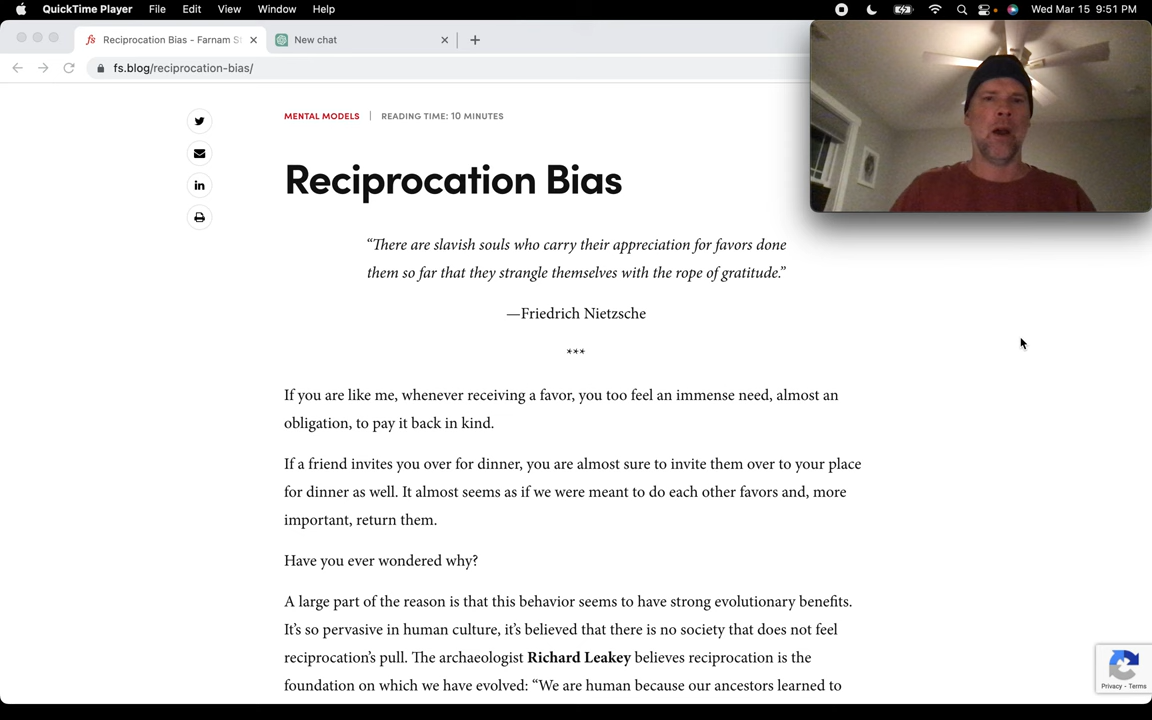 QuickTime Player File Edit View Window Help Wed Mar 15 9:51 PM
fs Reciprocation Bias - Farnam S New chat
fs.blog/reciprocation-bias/
MENTAL MODELS | READING TIME: 10 MINUTES
in
Reciprocation Bias
“There are slavish souls who carry their appreciation for favors done
them so far that they strangle themselves with the rope of gratitude.”
—Friedrich Nietzsche
***
If you are like me, whenever receiving a favor, you too feel an immense need, almost an
obligation, to pay it back in kind.
If a friend invites you over for dinner, you are almost sure to invite them over to your place
for dinner as well. It almost seems as if we were meant to do each other favors and, more
important, return them.
Have you ever wondered why?
A large part of the reason is that this behavior seems to have strong evolutionary benefits.
It’s so pervasive in human culture, it’s believed that there is no society that does not feel
reciprocation’s pull. The archaeologist Richard Leakey believes reciprocation is the
foundation on which we have evolved: “We are human because our ancestors learned to
Privacy - Terms